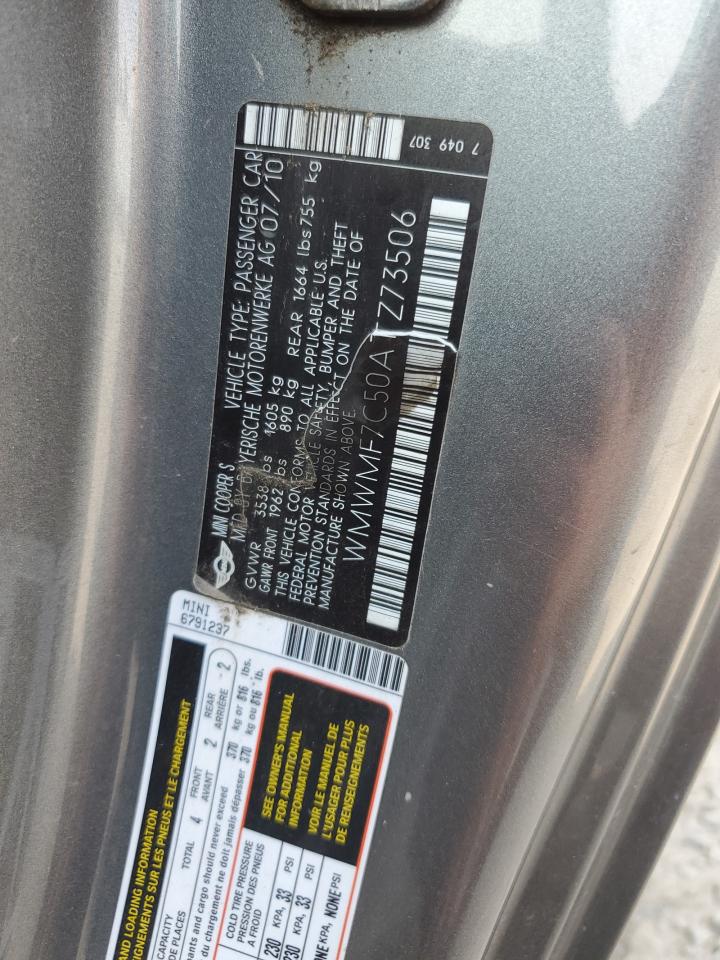 7 049 307
MINI COOPER S VEHICLE TYPE: PASSENGER CAR
MFD BY B YERISCHE MOTORENWERKE AG 07/10
GVWR 3538 lbs 1605 kg
GAWR FRONT 1962 lbs 890 kg REAR 1664 lbs 755 kg
THIS VEHICLE CONFORMS TO ALL APPLICABLE U.S.
FEDERAL MOTOR VEHICLE SAFETY, BUMPER AND THEFT
PREVENTION STANDARDS IN EFFECT ON THE DATE OF
MANUFACTURE SHOWN ABOVE.
WMWMF7C50A Z73506
MINI
6791237
AND LOADING INFORMATION
EIGNEMENTS SUR LES PNEUS ET LE CHARGEMENT
CAPACITY
DE PLACES
TOTAL 4
FRONT
AVANT 2
REAR
ARRIÈRE 2
pants and cargo should never exceed 370 kg or 816 lbs.
du chargement ne doit jamais dépasser 370 kg ou 816 lb.
COLD TIRE PRESSURE
PRESSION DES PNEUS
A FROID
230 KPA, 33 PSI
230 KPA, 33 PSI
NONE KPA, NONE PSI
SEE OWNER'S MANUAL
FOR ADDITIONAL
INFORMATION
VOIR LE MANUEL DE
L'USAGER POUR PLUS
DE RENSEIGNEMENTS